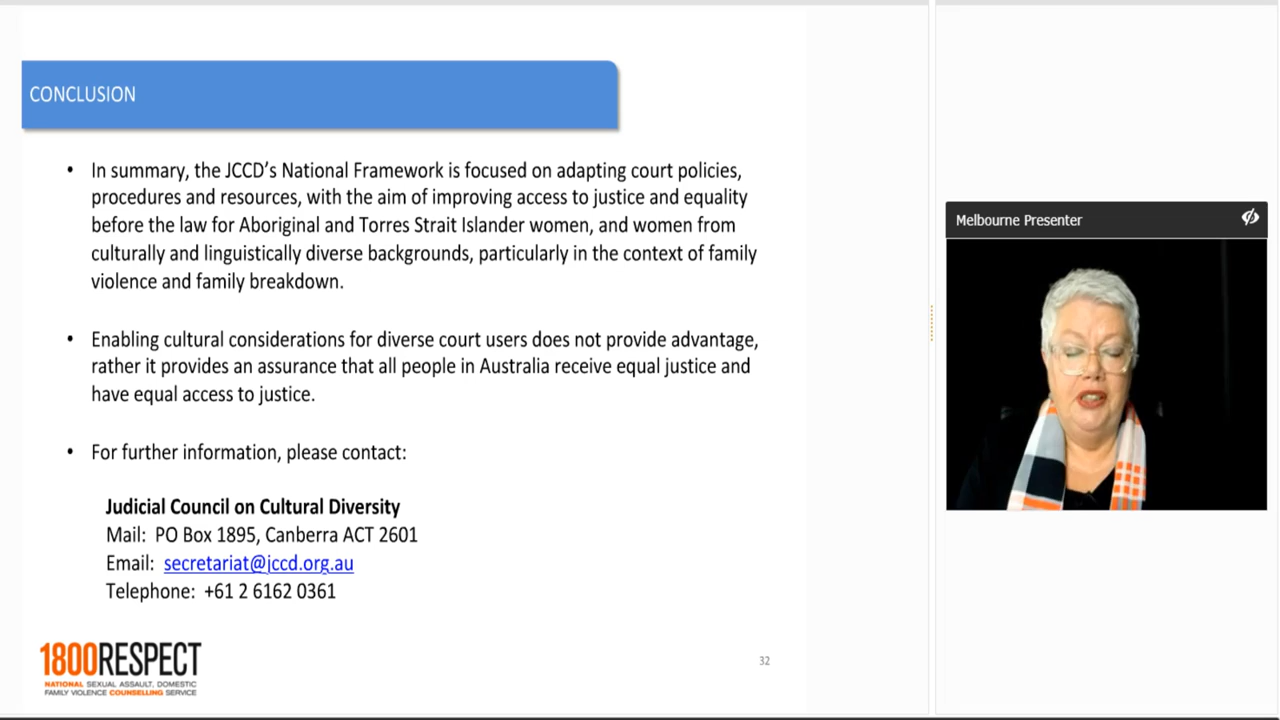 CONCLUSION
• In summary, the JCCD’s National Framework is focused on adapting court policies,
procedures and resources, with the aim of improving access to justice and equality
before the law for Aboriginal and Torres Strait Islander women, and women from
culturally and linguistically diverse backgrounds, particularly in the context of family
violence and family breakdown.
• Enabling cultural considerations for diverse court users does not provide advantage,
rather it provides an assurance that all people in Australia receive equal justice and
have equal access to justice.
• For further information, please contact:
Judicial Council on Cultural Diversity
Mail: PO Box 1895, Canberra ACT 2601
Email: secretariat@jccd.org.au
Telephone: +61 2 6162 0361
1800RESPECT
NATIONAL SEXUAL ASSAULT, DOMESTIC
FAMILY VIOLENCE COUNSELLING SERVICE
32
Melbourne Presenter